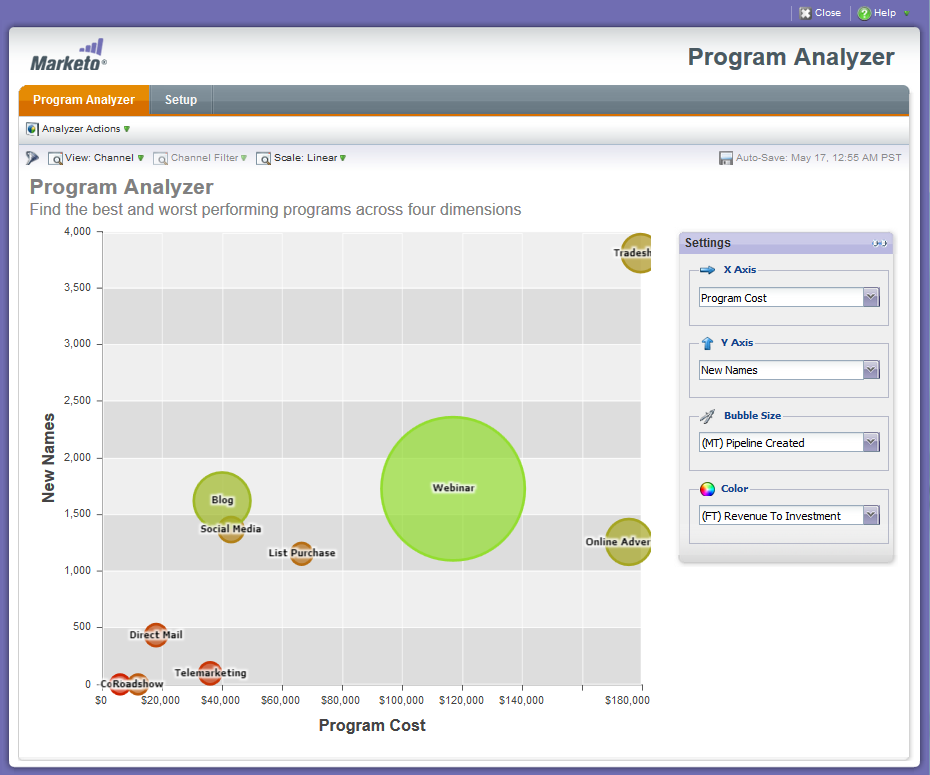 Close Help
Marketo®
Program Analyzer
Program Analyzer Setup
Analyzer Actions
View: Channel Channel Filter Scale: Linear Auto-Save: May 17, 12:55 AM PST
Program Analyzer
Find the best and worst performing programs across four dimensions
4,000
3,500
3,000
2,500
2,000
1,500
1,000
500
0
New Names
Tradesh
Webinar
Blog
Social Media
Online Adver
List Purchase
Direct Mail
Telemarketing
Co
Roadshow
$0 $20,000 $40,000 $60,000 $80,000 $100,000 $120,000 $140,000 $180,000
Program Cost
Settings
X Axis
Program Cost
Y Axis
New Names
Bubble Size
(MT) Pipeline Created
Color
(FT) Revenue To Investment